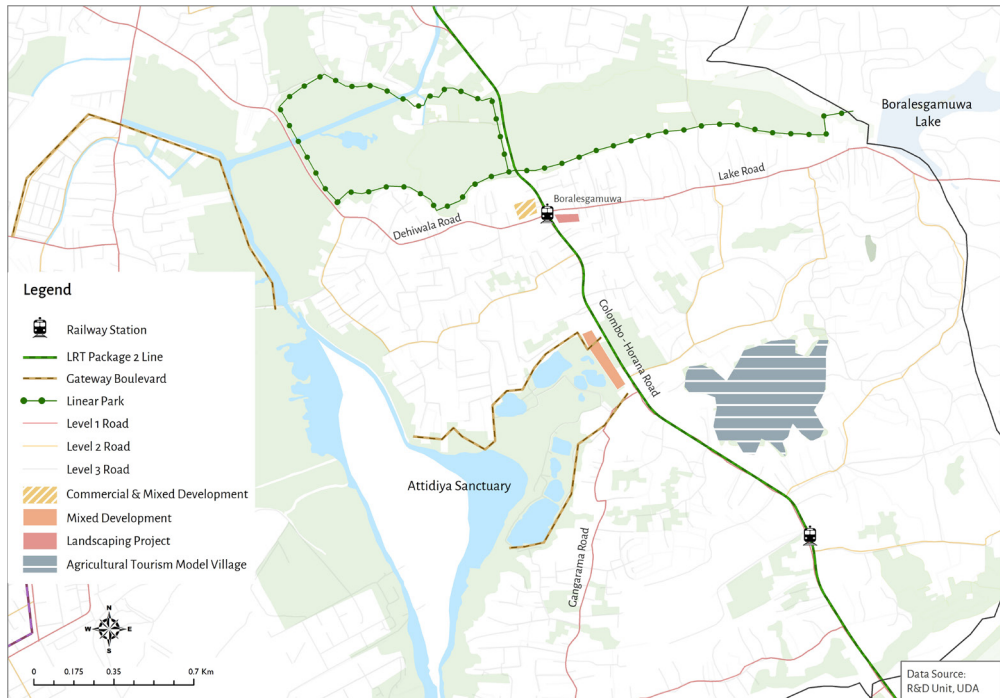 Boralesgamuwa
Lake
Lake Road
Boralesgamuwa
Dehiwala Road
Colombo - Horana Road
Attidiya Sanctuary
Gangarama Road
Legend
Railway Station
LRT Package 2 Line
Gateway Boulevard
Linear Park
Level 1 Road
Level 2 Road
Level 3 Road
Commercial & Mixed Development
Mixed Development
Landscaping Project
Agricultural Tourism Model Village
N
W E
S
0 0.175 0.35 0.7 Km
Data Source:
R&D Unit, UDA